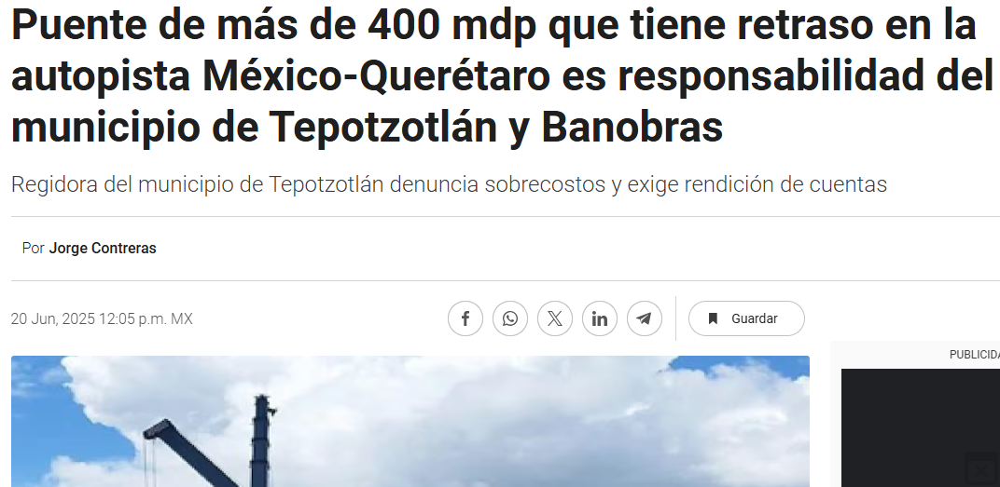 Puente de más de 400 mdp que tiene retraso en la
autopista México-Querétaro es responsabilidad del
municipio de Tepotzotlán y Banobras
Regidora del municipio de Tepotzotlán denuncia sobrecostos y exige rendición de cuentas
Por Jorge Contreras
20 Jun, 2025 12:05 p.m. MX
Guardar
PUBLICIDA